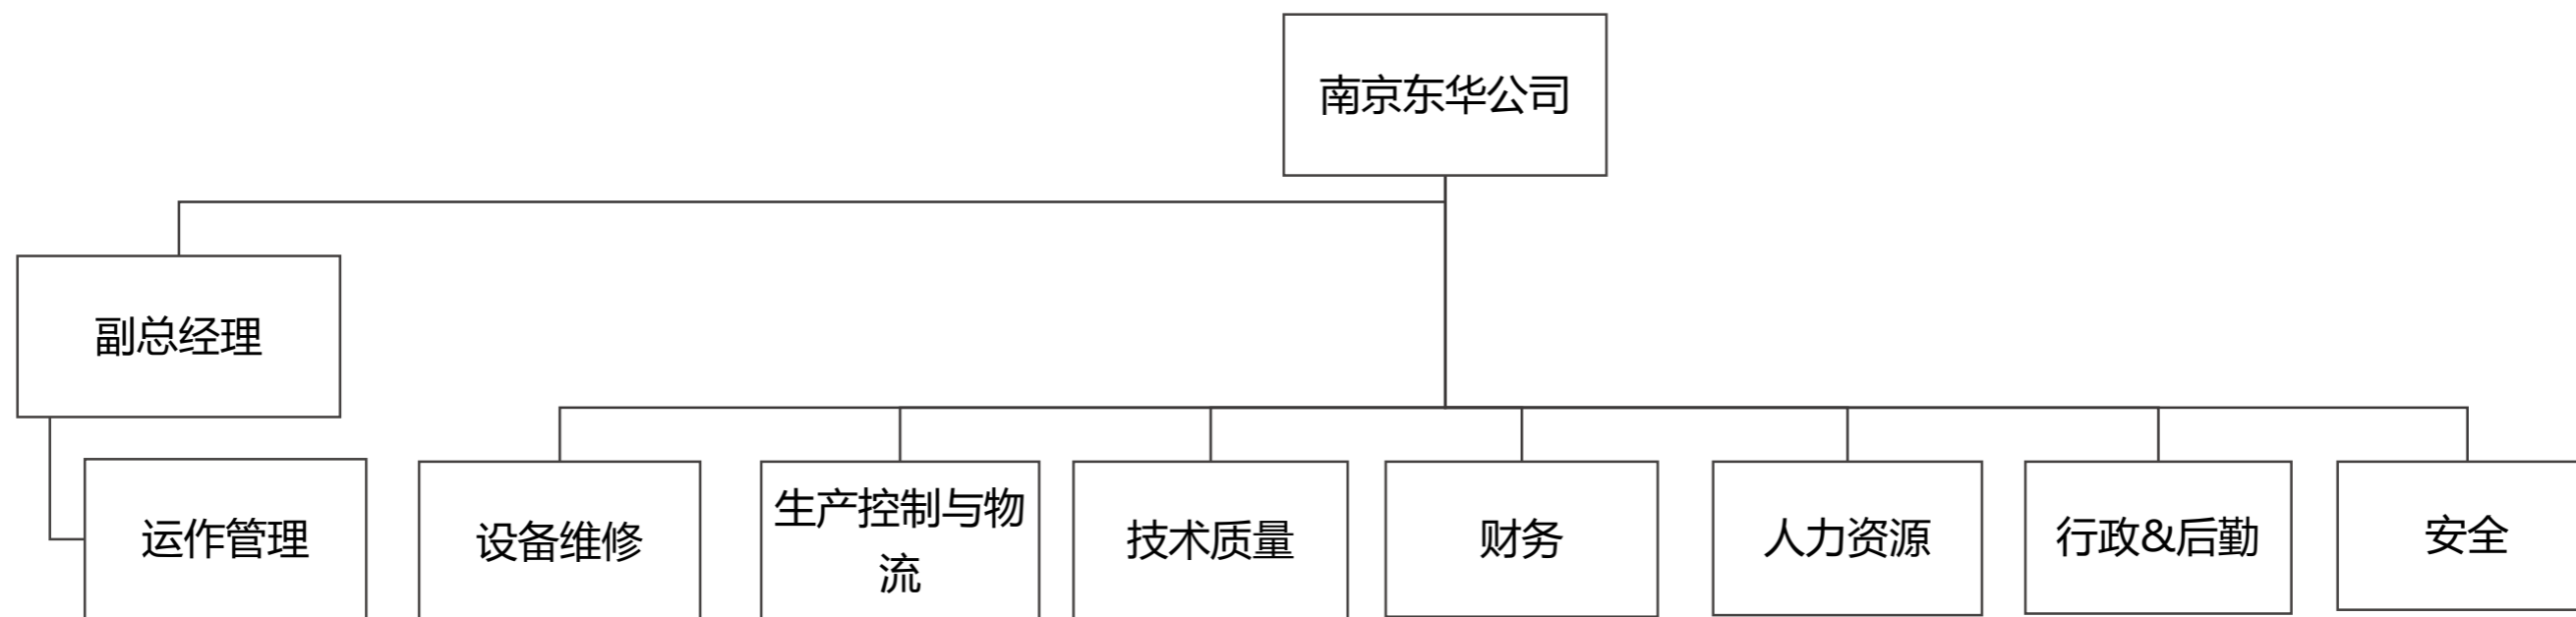 南京东华公司
副总经理
运作管理
设备维修
生产控制与物
流
技术质量
财务
人力资源
行政&后勤
安全